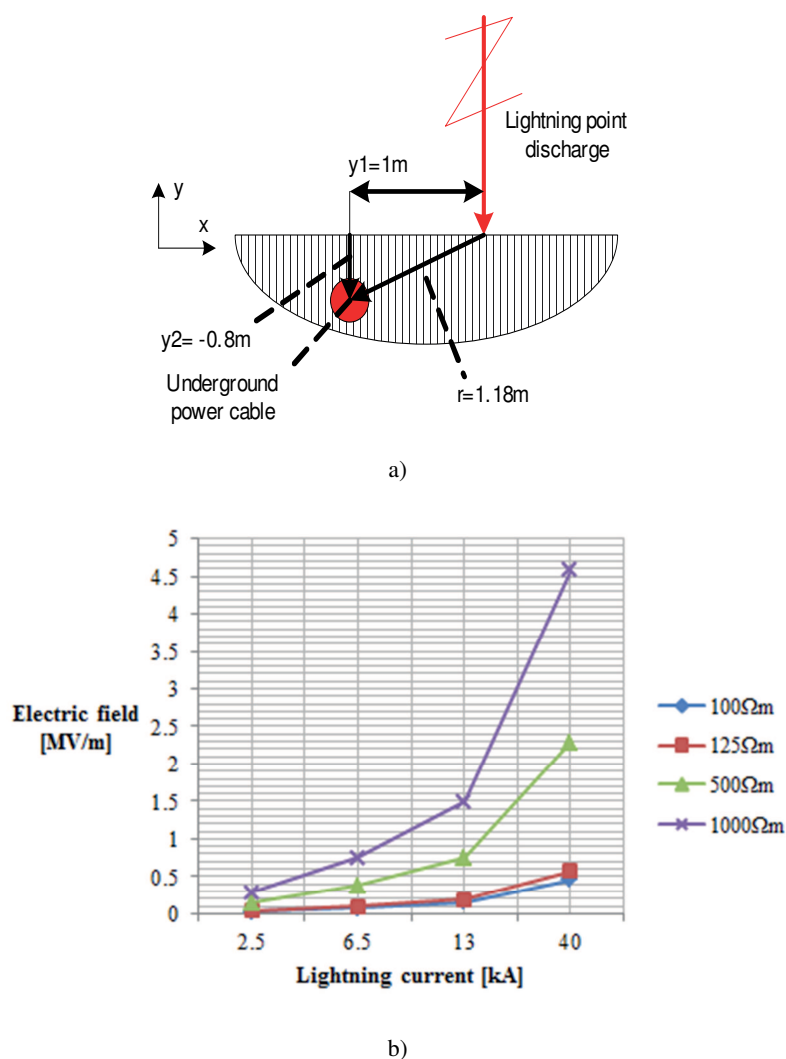 Lightning point
discharge
y1=1m
y
x
y2= -0.8m
Underground
power cable
r=1.18m
a)
5
4.5
4
3.5
3
2.5
2
1.5
1
0.5
0
Electric field
[MV/m]
2.5 6.5 13 40
Lightning current [kA]
100Ωm
125Ωm
500Ωm
1000Ωm
b)